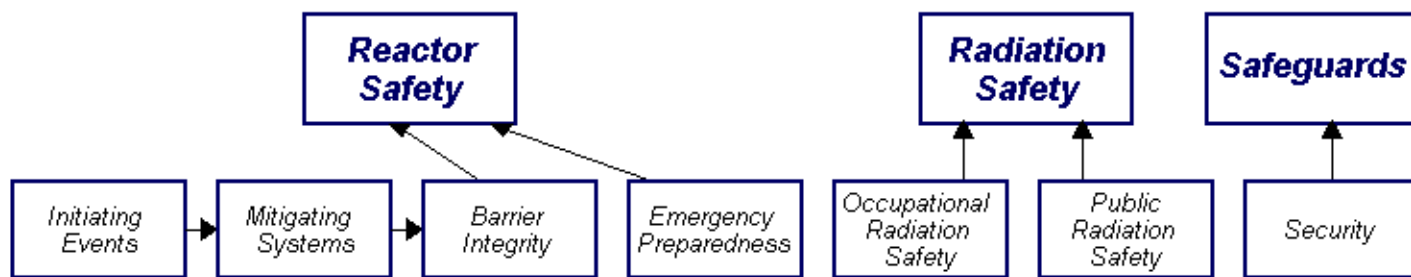 Reactor
Safety
Radiation
Safety
Safeguards
Initiating
Events
Mitigating
Systems
Barrier
Integrity
Emergency
Preparedness
Occupational
Radiation
Safety
Public
Radiation
Safety
Security